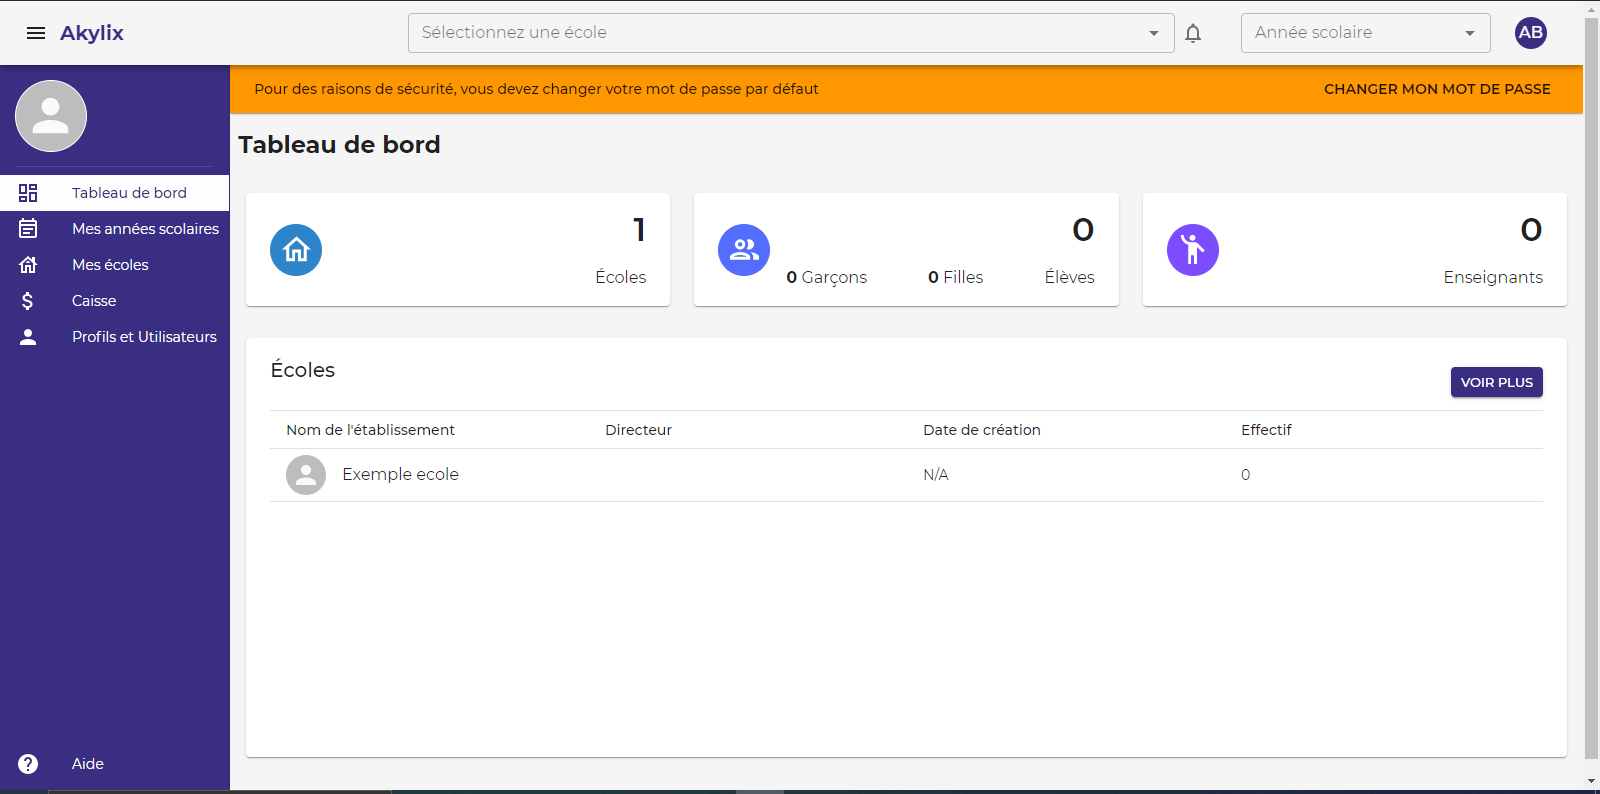 Akylix
Sélectionnez une école
Année scolaire
AB
Pour des raisons de sécurité, vous devez changer votre mot de passe par défaut
CHANGER MON MOT DE PASSE
Tableau de bord
Tableau de bord
Mes années scolaires
Mes écoles
Caisse
Profils et Utilisateurs
Aide
1
Écoles
0
0 Garçons
0 Filles
Élèves
0
Enseignants
Écoles
VOIR PLUS
Nom de l'établissement
Directeur
Date de création
Effectif
Exemple ecole
N/A
0